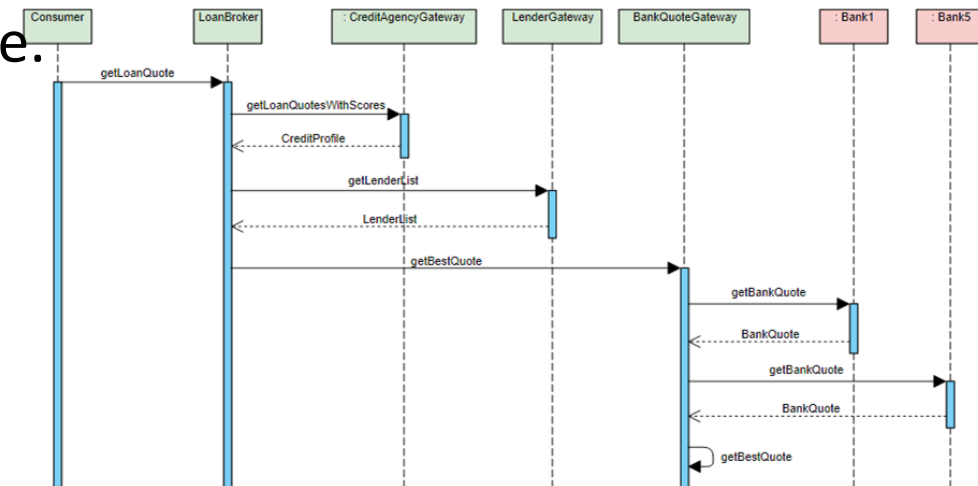 e.
Consumer
LoanBroker
: CreditAgencyGateway
LenderGateway
BankQuoteGateway
: Bank1
: Bank5
getLoanQuote
getLoanQuotesWithScores
CreditProfile
getLenderList
LenderList
getBestQuote
getBankQuote
BankQuote
getBankQuote
BankQuote
getBestQuote